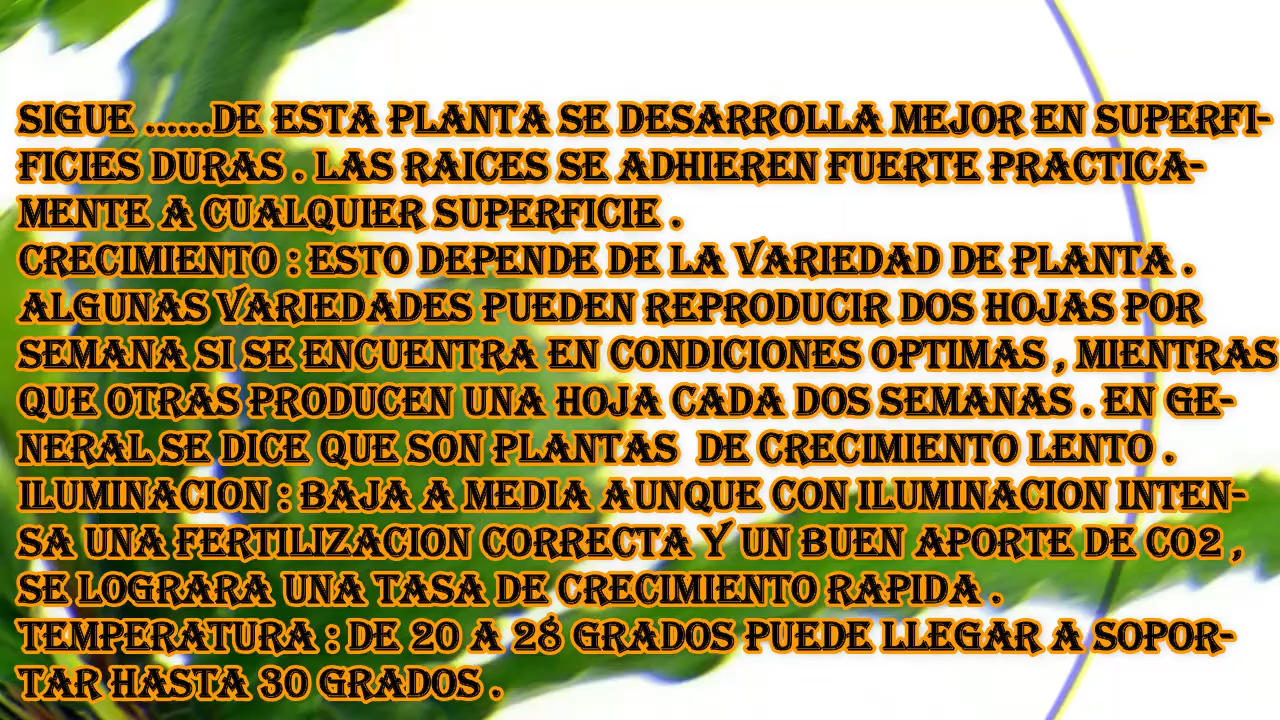 SIGUE ......DE ESTA PLANTA SE DESARROLLA MEJOR EN SUPERFI-
FICIES DURAS . LAS RAICES SE ADHIEREN FUERTE PRACTICA-
MENTE A CUALQUIER SUPERFICIE .
CRECIMIENTO : ESTO DEPENDE DE LA VARIEDAD DE PLANTA .
ALGUNAS VARIEDADES PUEDEN REPRODUCIR DOS HOJAS POR
SEMANA SI SE ENCUENTRA EN CONDICIONES OPTIMAS , MIENTRAS
QUE OTRAS PRODUCEN UNA HOJA CADA DOS SEMANAS . EN GE-
NERAL SE DICE QUE SON PLANTAS  DE CRECIMIENTO LENTO .
ILUMINACION : BAJA A MEDIA AUNQUE CON ILUMINACION INTEN-
SA UNA FERTILIZACION CORRECTA Y UN BUEN APORTE DE CO2 ,
SE LOGRARA UNA TASA DE CRECIMIENTO RAPIDA .
TEMPERATURA : DE 20 A 28 GRADOS PUEDE LLEGAR A SOPOR-
TAR HASTA 30 GRADOS .